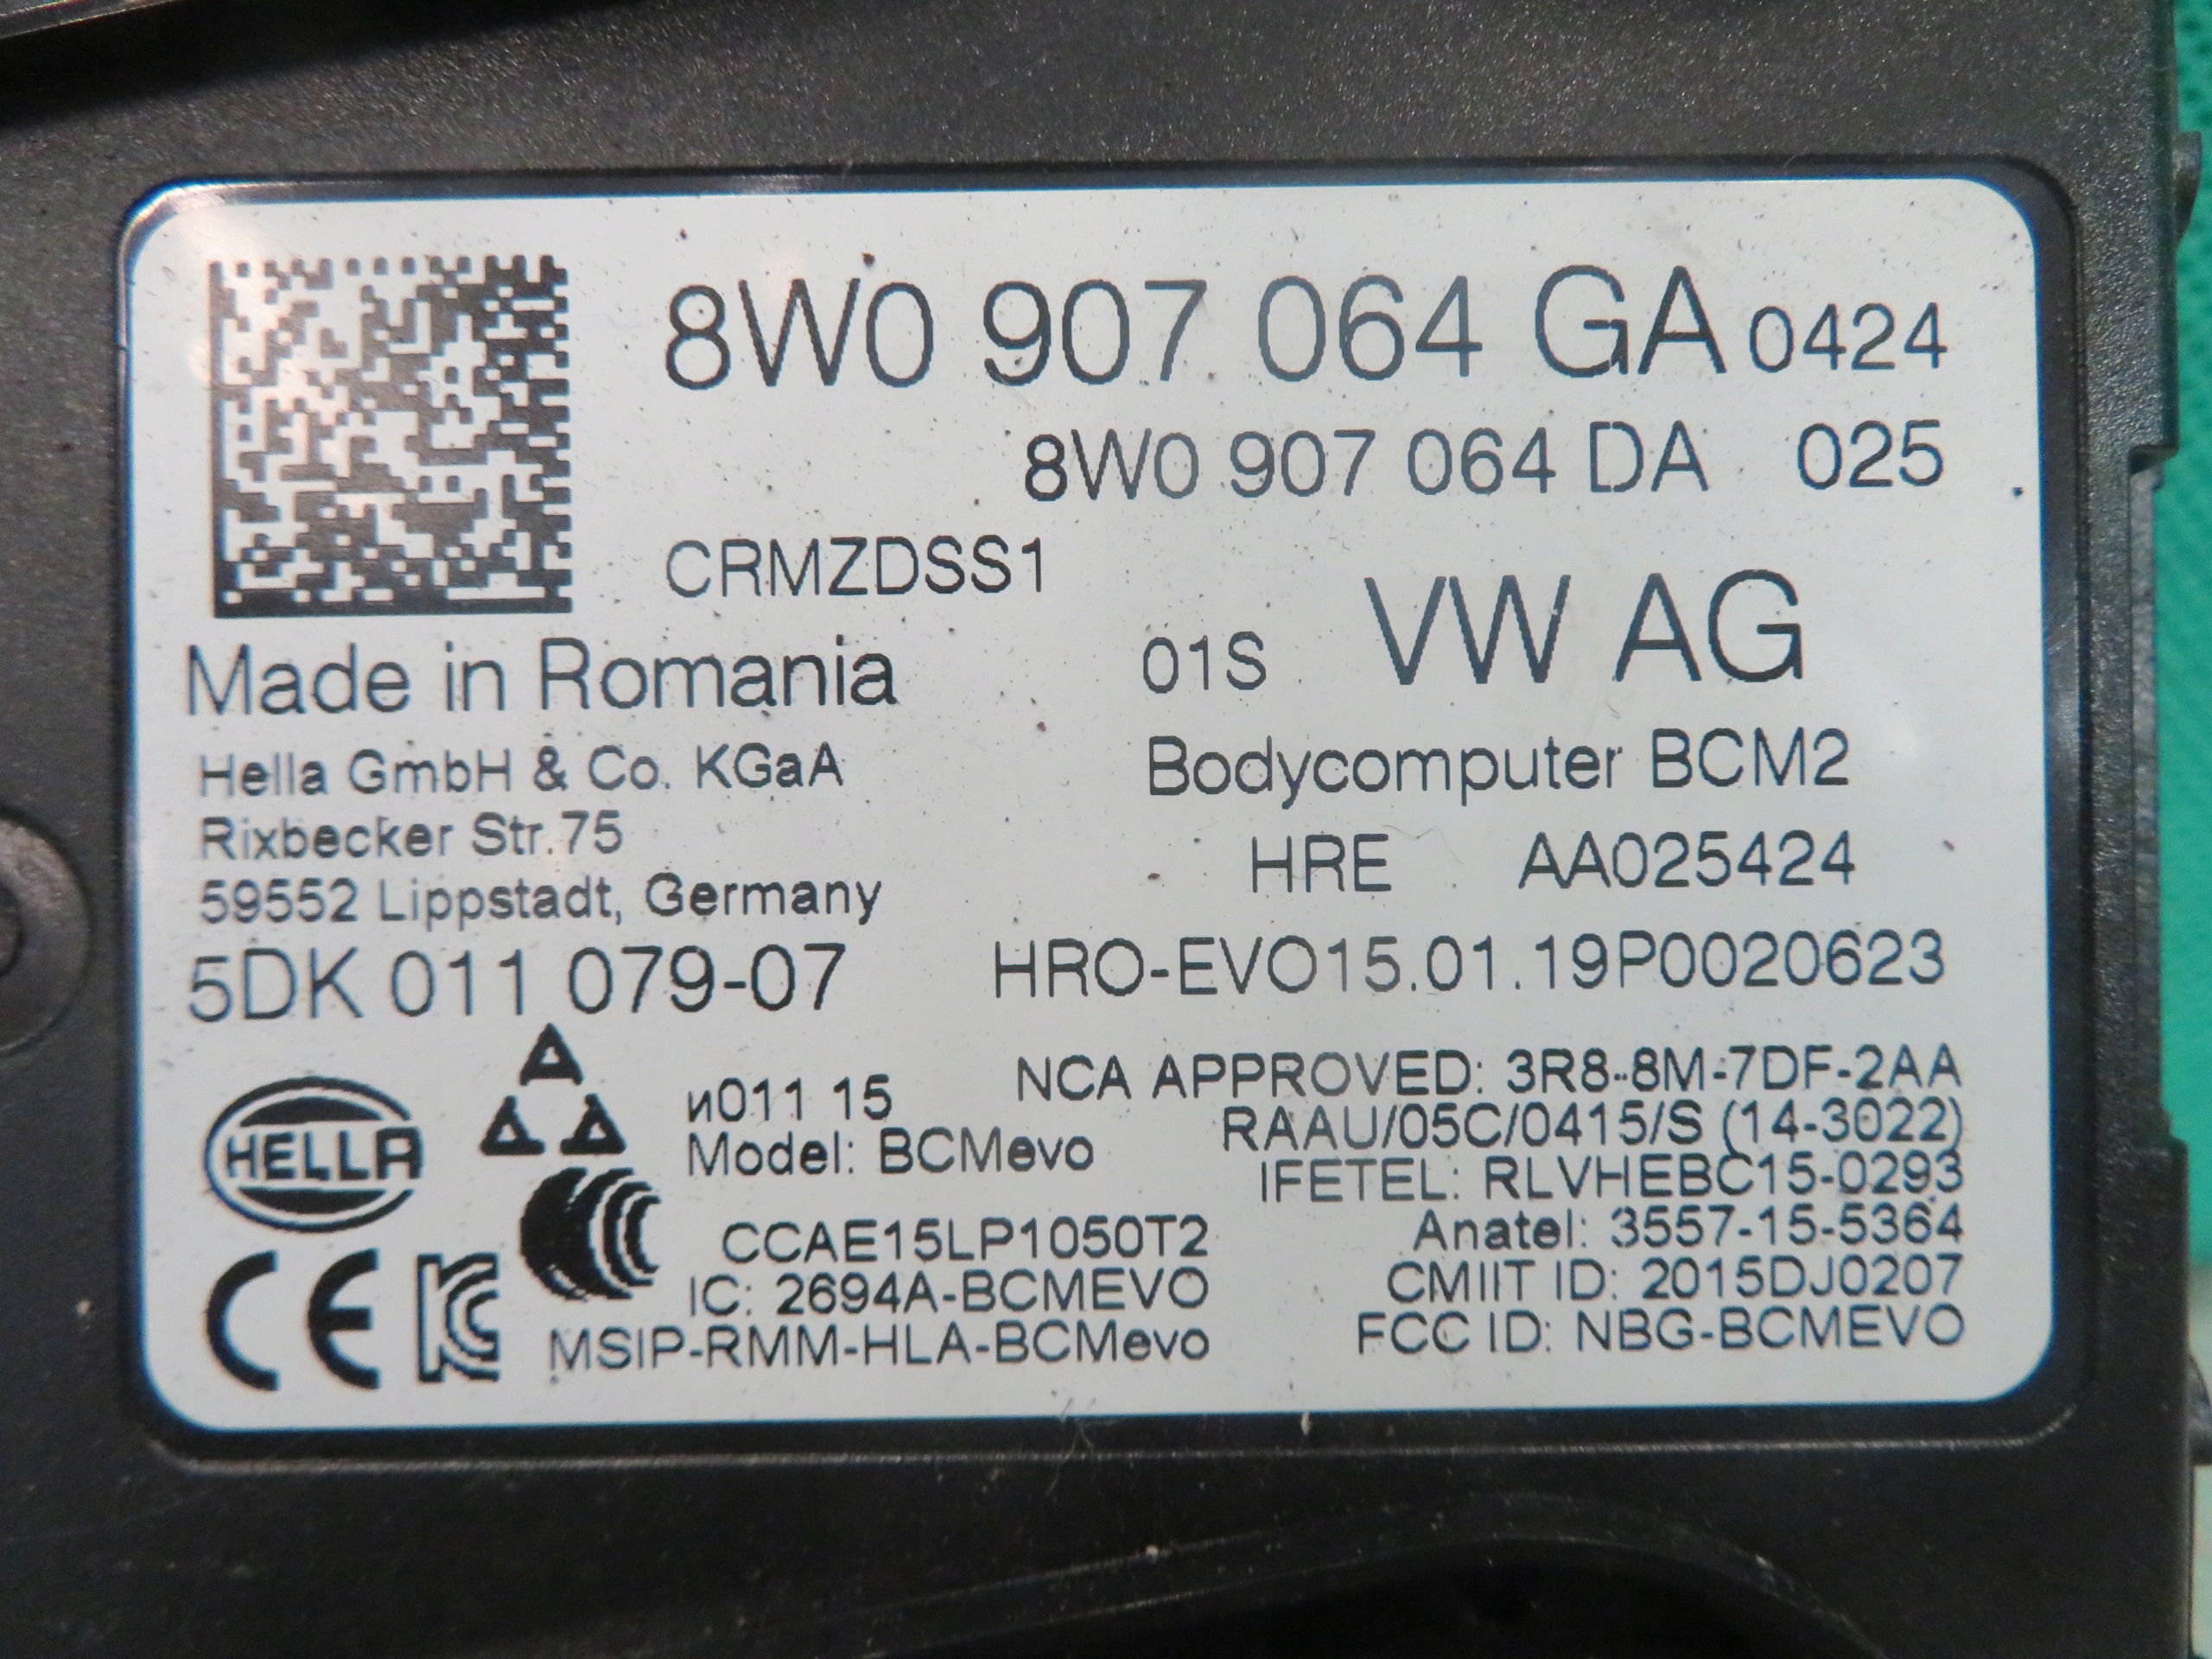 8W0 907 064 GA 0424
8W0 907 064 DA 025
CRMZDSS1
01S VW AG
Made in Romania
Bodycomputer BCM2
Hella GmbH & Co. KGaA
Rixbecker Str.75
59552 Lippstadt, Germany
HRE AA025424
5DK 011 079-07
HRO-EVO15.01.19P0020623
HELLA
и011 15
Model: BCMevo
NCA APPROVED: 3R8-8M-7DF-2AA
RAAU/05C/0415/S (14-3022)
IFETEL: RLVHEBC15-0293
Anatel: 3557-15-5364
CMIIT ID: 2015DJ0207
FCC ID: NBG-BCMEVO
CCAE15LP1050T2
IC: 2694A-BCMEVO
MSIP-RMM-HLA-BCMevo
CE